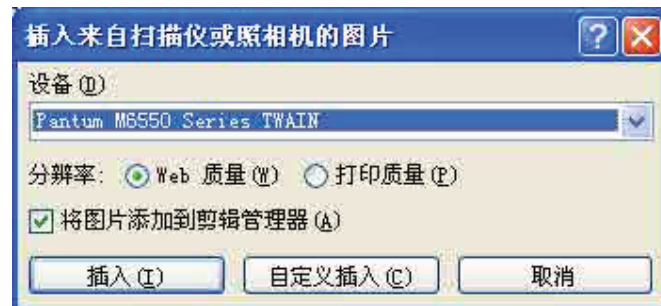 插入来自扫描仪或照相机的图片
设备(D)
Pantum M6550 Series TWAIN
分辨率: Web 质量(W) 打印质量(P)
将图片添加到剪辑管理器(A)
插入(I) 自定义插入(C) 取消